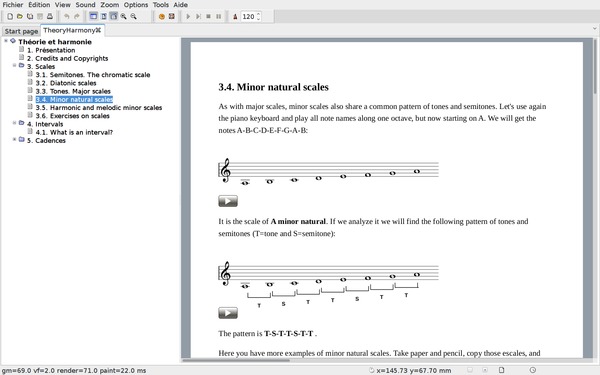 Fichier Édition View Sound Zoom Options Tools Aide
120
Start page TheoryHarmony
Théorie et harmonie
1. Présentation
2. Credits and Copyrights
3. Scales
3.1. Semitones. The chromatic scale
3.2. Diatonic scales
3.3. Tones. Major scales
3.4. Minor natural scales
3.5. Harmonic and melodic minor scales
3.6. Exercises on scales
4. Intervals
4.1. What is an interval?
5. Cadences
3.4. Minor natural scales
As with major scales, minor scales also share a common pattern of tones and semitones. Let's use again
the piano keyboard and play all note names along one octave, but now starting on A. We will get the
notes A-B-C-D-E-F-G-A-B:
It is the scale of A minor natural. If we analyze it we will find the following pattern of tones and
semitones (T=tone and S=semitone):
T S T T S T T
The pattern is T-S-T-T-S-T-T .
Here you have more examples of minor natural scales. Take paper and pencil, copy those escales, and
gm=69.0 vf=2.0 render=71.0 paint=22.0 ms
x=145.73 y=67.70 mm